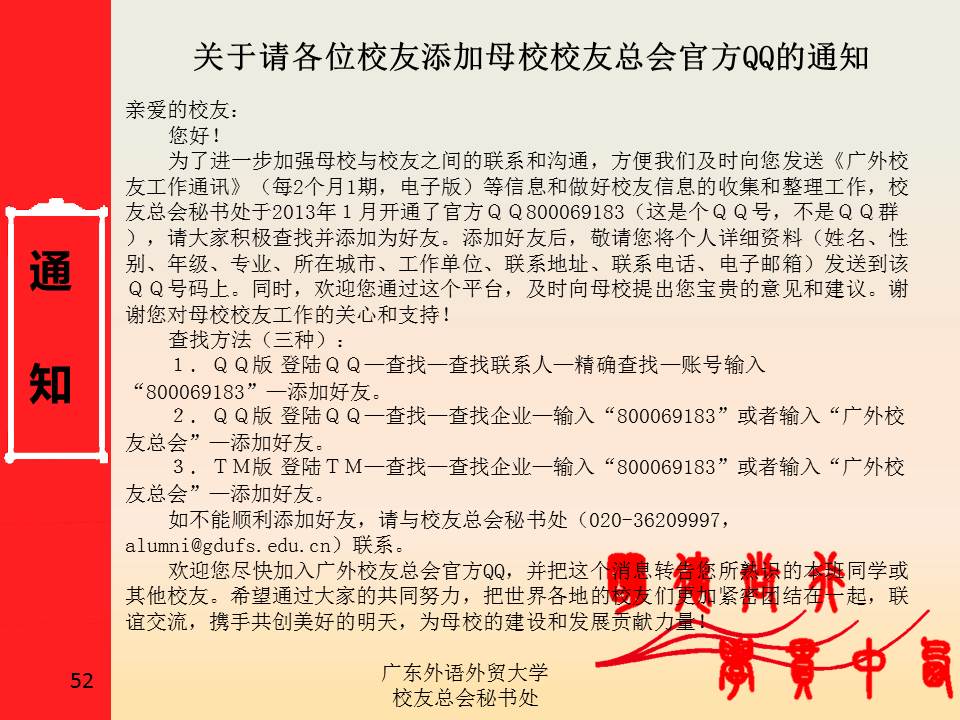 关于请各位校友添加母校校友总会官方QQ的通知
亲爱的校友：
您好！
为了进一步加强母校与校友之间的联系和沟通，方便我们及时向您发送《广外校
友工作通讯》（每2个月1期，电子版）等信息和做好校友信息的收集和整理工作，校
友总会秘书处于2013年１月开通了官方ＱＱ800069183（这是个ＱＱ号，不是ＱＱ群
），请大家积极查找并添加为好友。添加好友后，敬请您将个人详细资料（姓名、性
别、年级、专业、所在城市、工作单位、联系地址、联系电话、电子邮箱）发送到该
ＱＱ号码上。同时，欢迎您通过这个平台，及时向母校提出您宝贵的意见和建议。谢
谢您对母校校友工作的关心和支持！
查找方法（三种）：
１．ＱＱ版 登陆ＱＱ—查找—查找联系人—精确查找—账号输入
“800069183”—添加好友。
２．ＱＱ版 登陆ＱＱ—查找—查找企业—输入“800069183”或者输入“广外校
友总会”—添加好友。
３．ＴＭ版 登陆ＴＭ—查找—查找企业—输入“800069183”或者输入“广外校
友总会”—添加好友。
如不能顺利添加好友，请与校友总会秘书处（020-36209997，
alumni@gdufs.edu.cn）联系。
欢迎您尽快加入广外校友总会官方QQ，并把这个消息转告您所熟识的本班同学或
其他校友。希望通过大家的共同努力，把世界各地的校友们更加紧密团结在一起，联
谊交流，携手共创美好的明天，为母校的建设和发展贡献力量！
通
知
學貫中西
52
广东外语外贸大学
校友总会秘书处